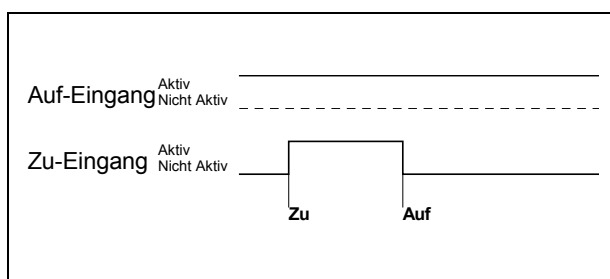 Auf-Eingang Aktiv
Nicht Aktiv
Zu-Eingang Aktiv
Nicht Aktiv
Zu Auf